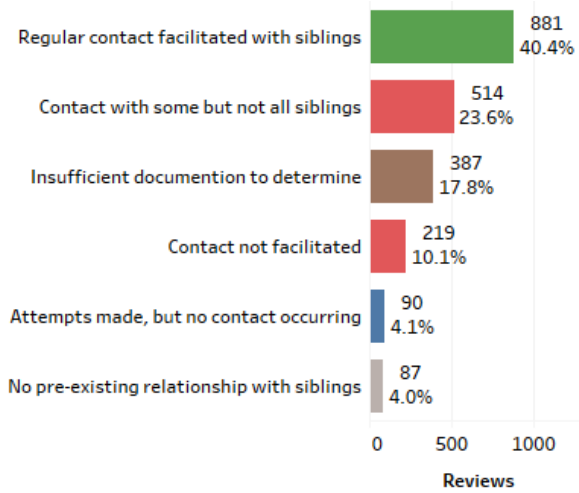 Regular contact facilitated with siblings
881
40.4%
Contact with some but not all siblings
514
23.6%
Insufficient documention to determine
387
17.8%
Contact not facilitated
219
10.1%
Attempts made, but no contact occurring
90
4.1%
No pre-existing relationship with siblings
87
4.0%
0 500 1000
Reviews